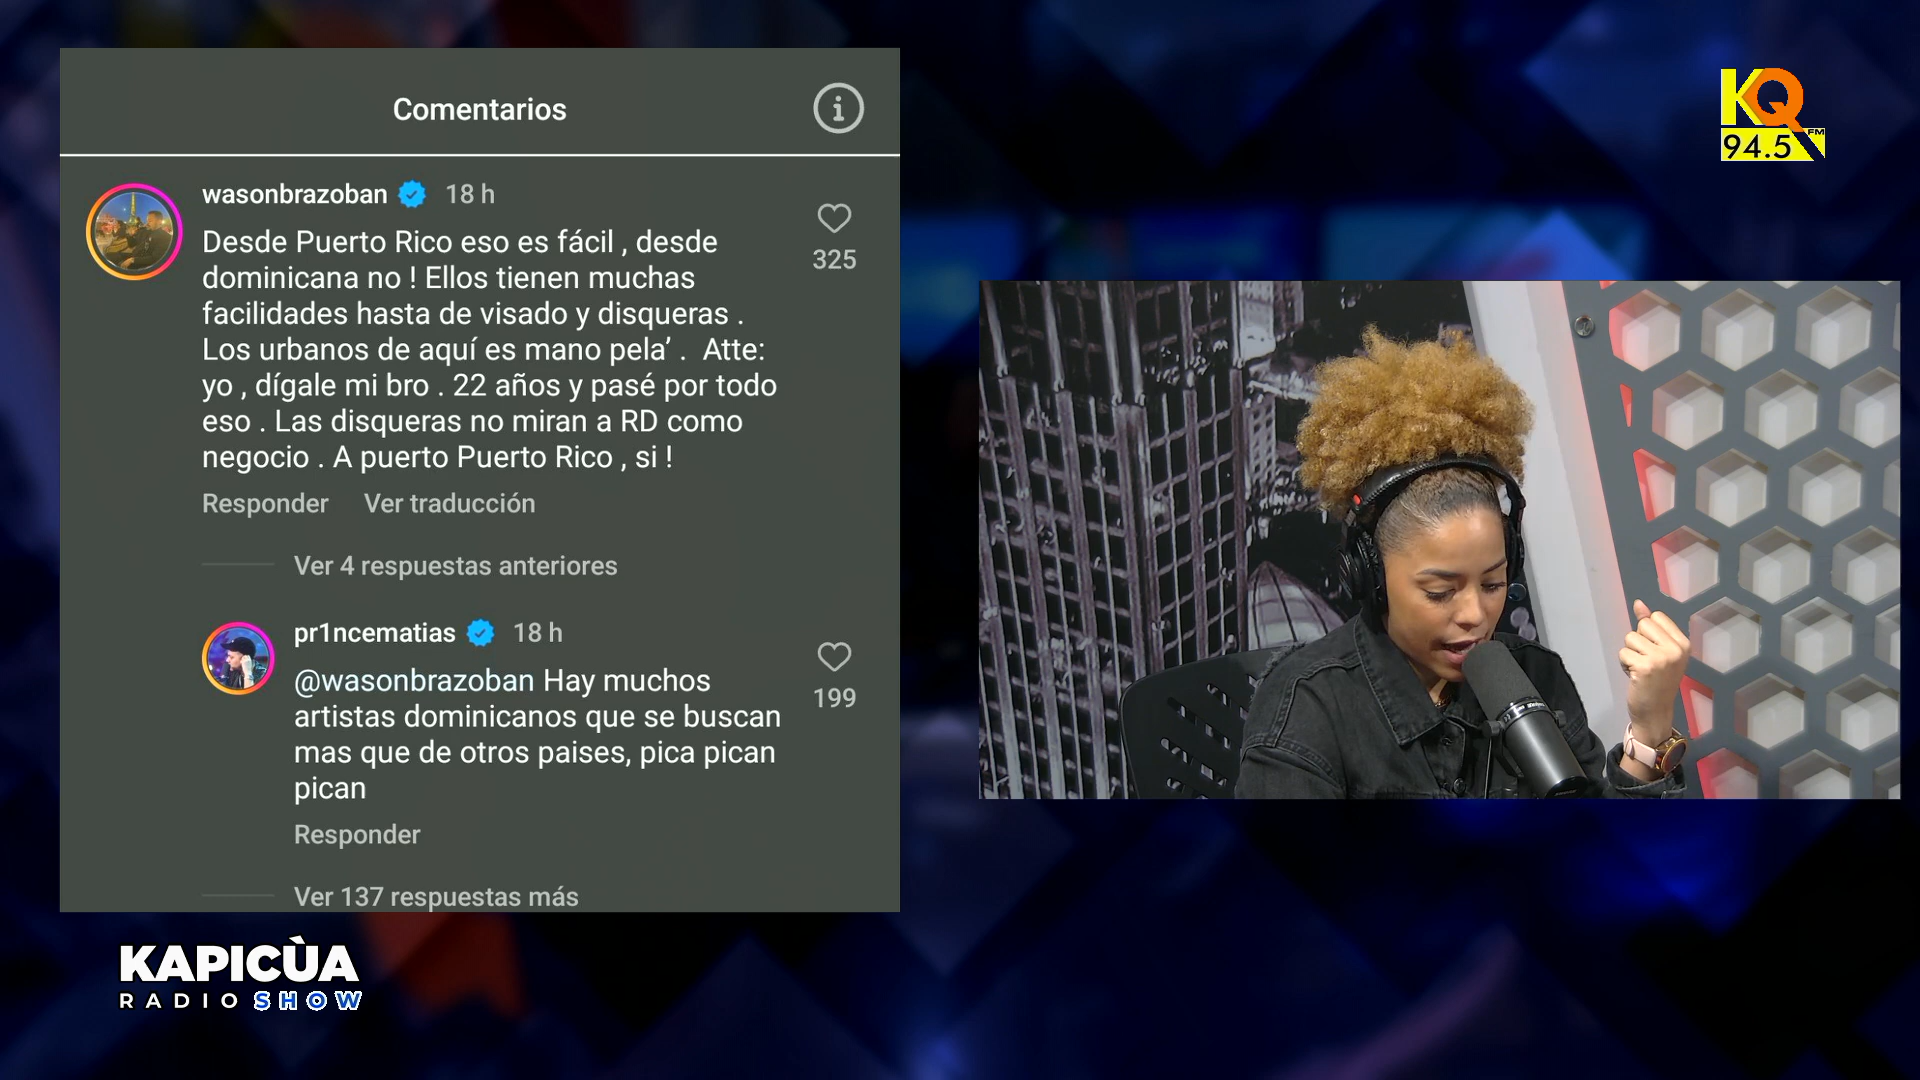 Comentarios
wasonbrazoban 18 h
Desde Puerto Rico eso es fácil , desde
dominicana no ! Ellos tienen muchas
facilidades hasta de visado y disqueras .
Los urbanos de aquí es mano pela’ .  Atte:
yo , dígale mi bro . 22 años y pasé por todo
eso . Las disqueras no miran a RD como
negocio . A puerto Puerto Rico , si !
325
Responder Ver traducción
Ver 4 respuestas anteriores
pr1ncematias 18 h
@wasonbrazoban Hay muchos
artistas dominicanos que se buscan
mas que de otros paises, pica pican
pican
199
Responder
Ver 137 respuestas más
KAPICÙA
RADIO SHOW
KQ
94.5 FM